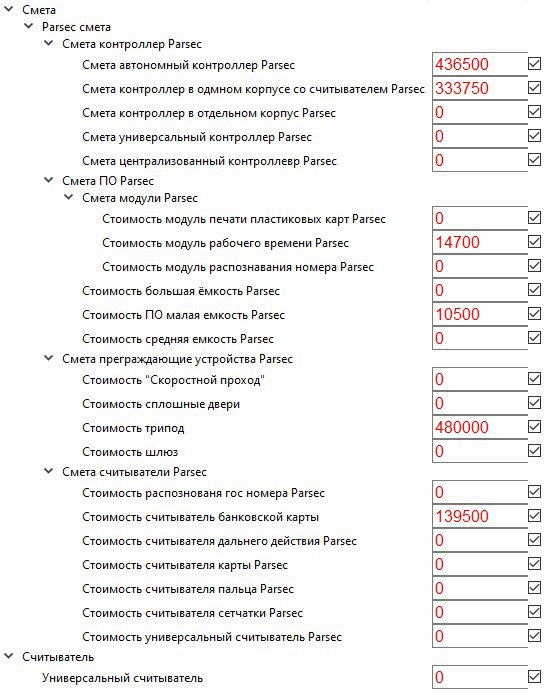 Смета
Parsec смета
Смета контроллер Parsec
Смета автономный контроллер Parsec 436500
Смета контроллер в одмном корпусе со считывателем Parsec 333750
Смета контроллер в отдельном корпус Parsec 0
Смета универсальный контроллер Parsec 0
Смета централизованный контроллевр Parsec 0
Смета ПО Parsec
Смета модули Parsec
Стоимость модуль печати пластиковых карт Parsec 0
Стоимость модуль рабочего времени Parsec 14700
Стоимость модуль распознавания номера Parsec 0
Стоимость большая ёмкость Parsec 0
Стоимость ПО малая емкость Parsec 10500
Стоимость средняя емкость Parsec 0
Смета преграждающие устройства Parsec
Стоимость "Скоростной проход" 0
Стоимость сплошные двери 0
Стоимость трипод 480000
Стоимость шлюз 0
Смета считыватели Parsec
Стоимость распознованя гос номера Parsec 0
Стоимость считыватель банковской карты 139500
Стоимость считывателя дальнего действия Parsec 0
Стоимость считывателя карты Parsec 0
Стоимость считывателя пальца Parsec 0
Стоимость считывателя сетчатки Parsec 0
Стоимость универсальный считыватель Parsec 0
Считыватель
Универсальный считыватель 0